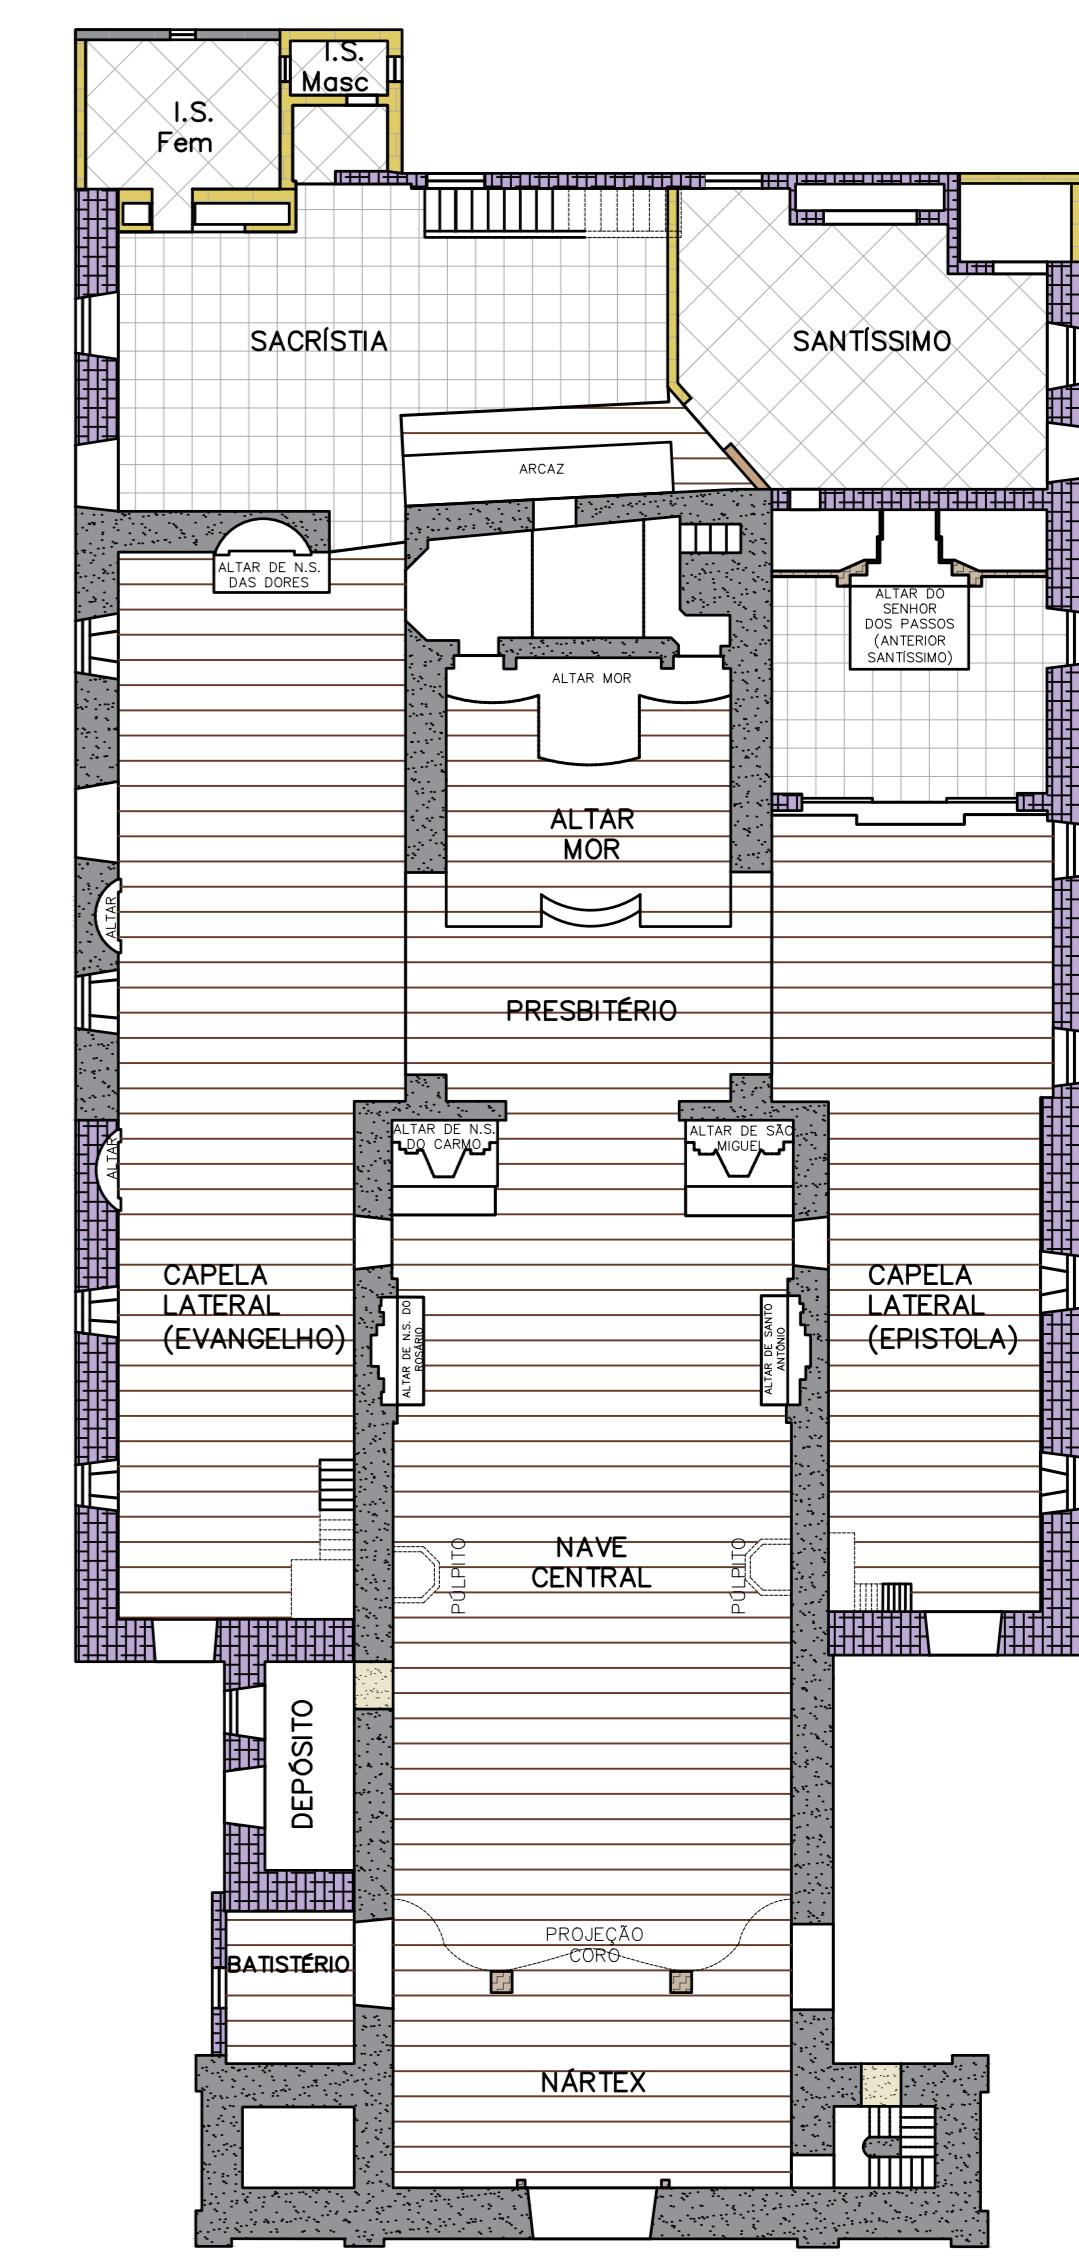 I.S.
Masc
I.S.
Fem
SACRÍSTIA
SANTÍSSIMO
ARCAZ
ALTAR DE N.S.
DAS DORES
ALTAR DO
SENHOR
DOS PASSOS
(ANTERIOR
SANTÍSSIMO)
ALTAR MOR
ALTAR
MOR
ALTAR
PRESBITÉRIO
ALTAR DE N.S.
DO CARMO
ALTAR DE SÃO
MIGUEL
ALTAR
CAPELA
LATERAL
(EVANGELHO)
CAPELA
LATERAL
(EPISTOLA)
ALTAR DE N.S. DO
ROSÁRIO
ALTAR DE SANTO
ANTÔNIO
NAVE
CENTRAL
PÚLPITO
PÚLPITO
DEPÓSITO
PROJEÇÃO
CORO
BATISTÉRIO
NÁRTEX